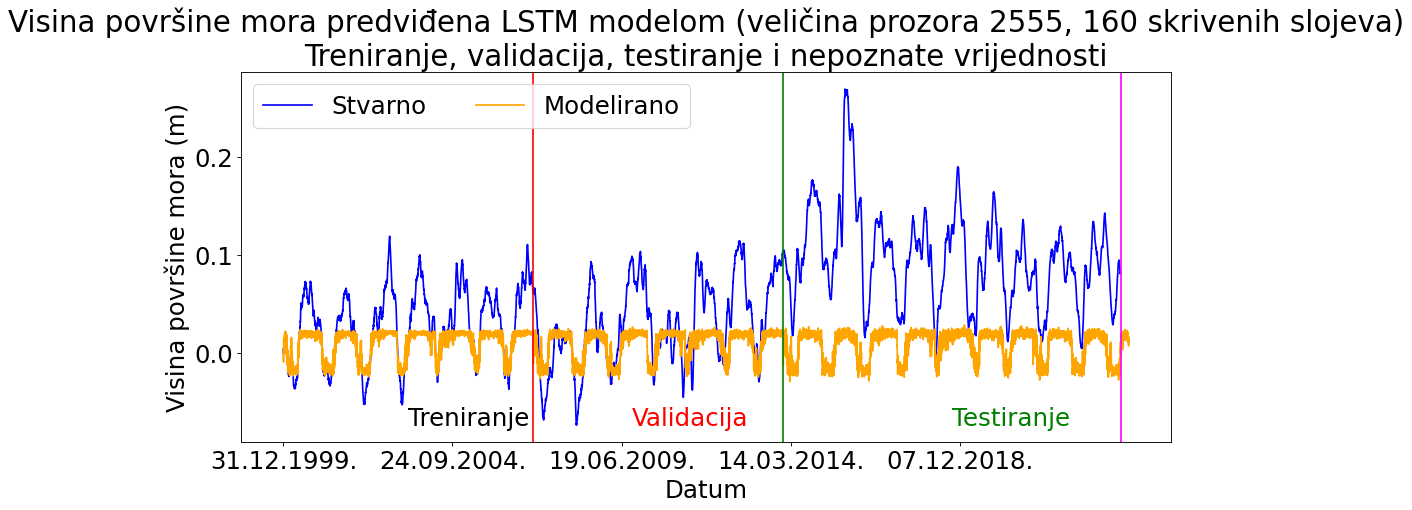 Visina površine mora predviđena LSTM modelom (veličina prozora 2555, 160 skrivenih slojeva)
Treniranje, validacija, testiranje i nepoznate vrijednosti
Stvarno
Modelirano
Visina površine mora (m)
0.2
0.1
0.0
Treniranje
Validacija
Testiranje
31.12.1999.
24.09.2004.
19.06.2009.
14.03.2014.
07.12.2018.
Datum